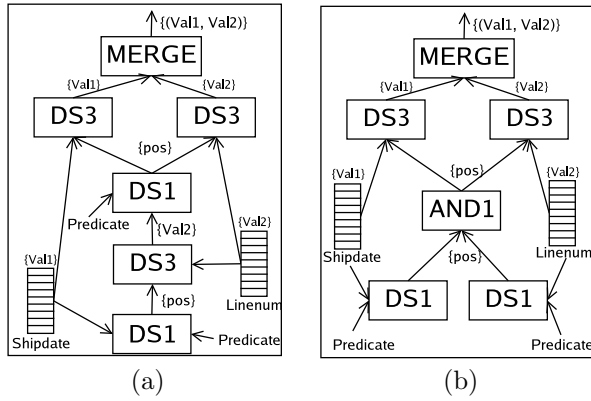 {(Val1, Val2)}
MERGE
{Val1}
{Val2}
DS3
DS3
{pos}
DS1
Predicate
{Val2}
{Val2}
DS3
{Val1}
{pos}
Linenum
DS1
Shipdate
Predicate
(a)
{(Val1, Val2)}
MERGE
{Val1}
{Val2}
DS3
DS3
{pos}
{Val1}
{Val2}
AND1
Shipdate
{pos}
Linenum
DS1
DS1
Predicate
Predicate
(b)